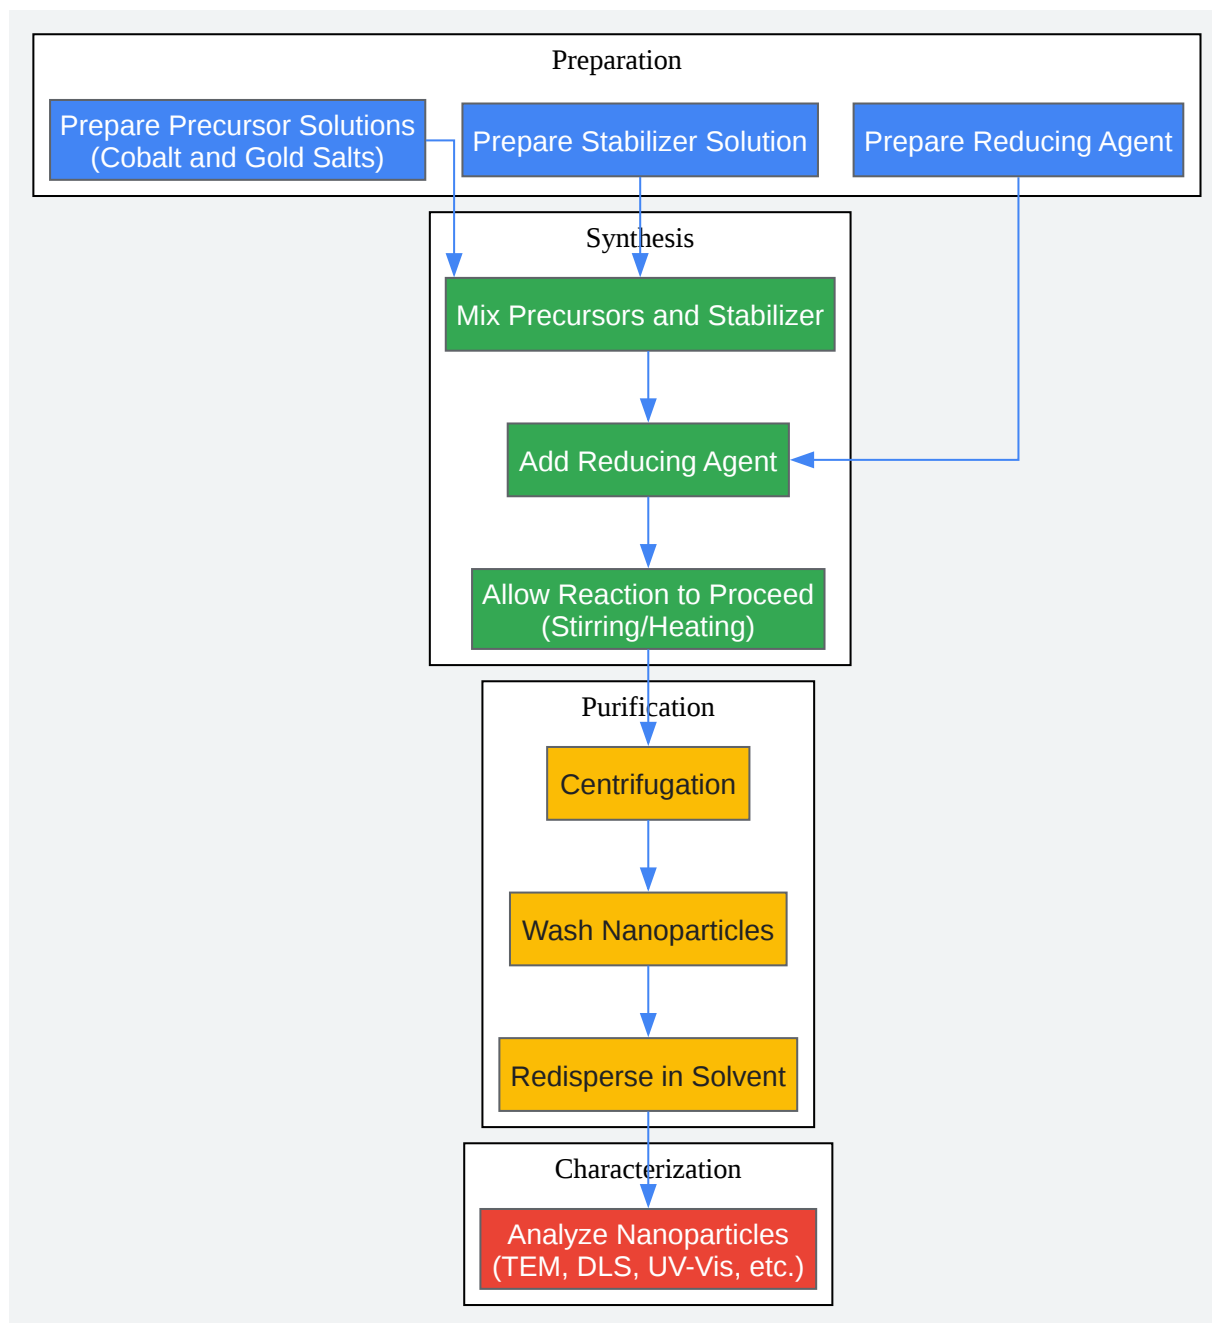 Preparation
Prepare Precursor Solutions
(Cobalt and Gold Salts)
Prepare Stabilizer Solution
Prepare Reducing Agent
Synthesis
Mix Precursors and Stabilizer
Add Reducing Agent
Allow Reaction to Proceed
(Stirring/Heating)
Purification
Centrifugation
Wash Nanoparticles
Redisperse in Solvent
Characterization
Analyze Nanoparticles
(TEM, DLS, UV-Vis, etc.)